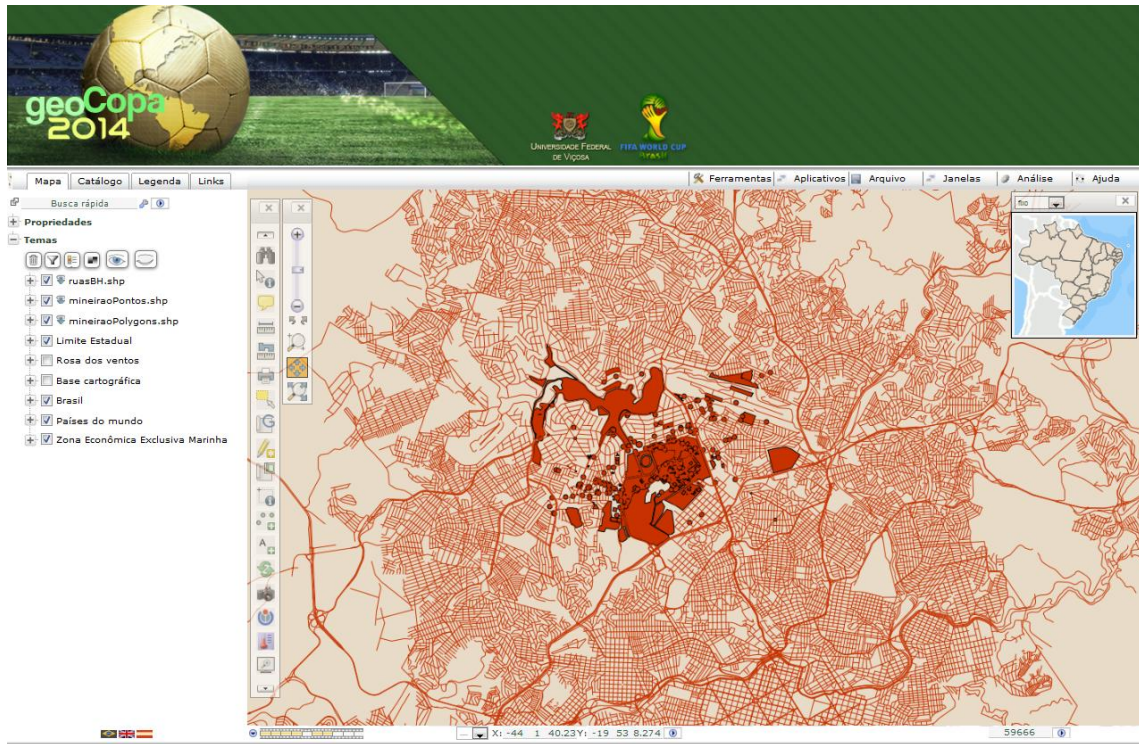 geoCopa
2014
UNIVERSIDADE FEDERAL
DE VIÇOSA
FIFA WORLD CUP
Brasil
Mapa
Catálogo
Legenda
Links
Ferramentas
Aplicativos
Arquivo
Janelas
Análise
Ajuda
Busca rápida
fixo
Propriedades
Temas
ruasBH.shp
mineiraoPontos.shp
mineiraoPolygons.shp
Limite Estadual
Rosa dos ventos
Base cartográfica
Brasil
Países do mundo
Zona Econômica Exclusiva Marinha
G
A
... X: -44 1 40.23Y: -19 53 8.274
59666